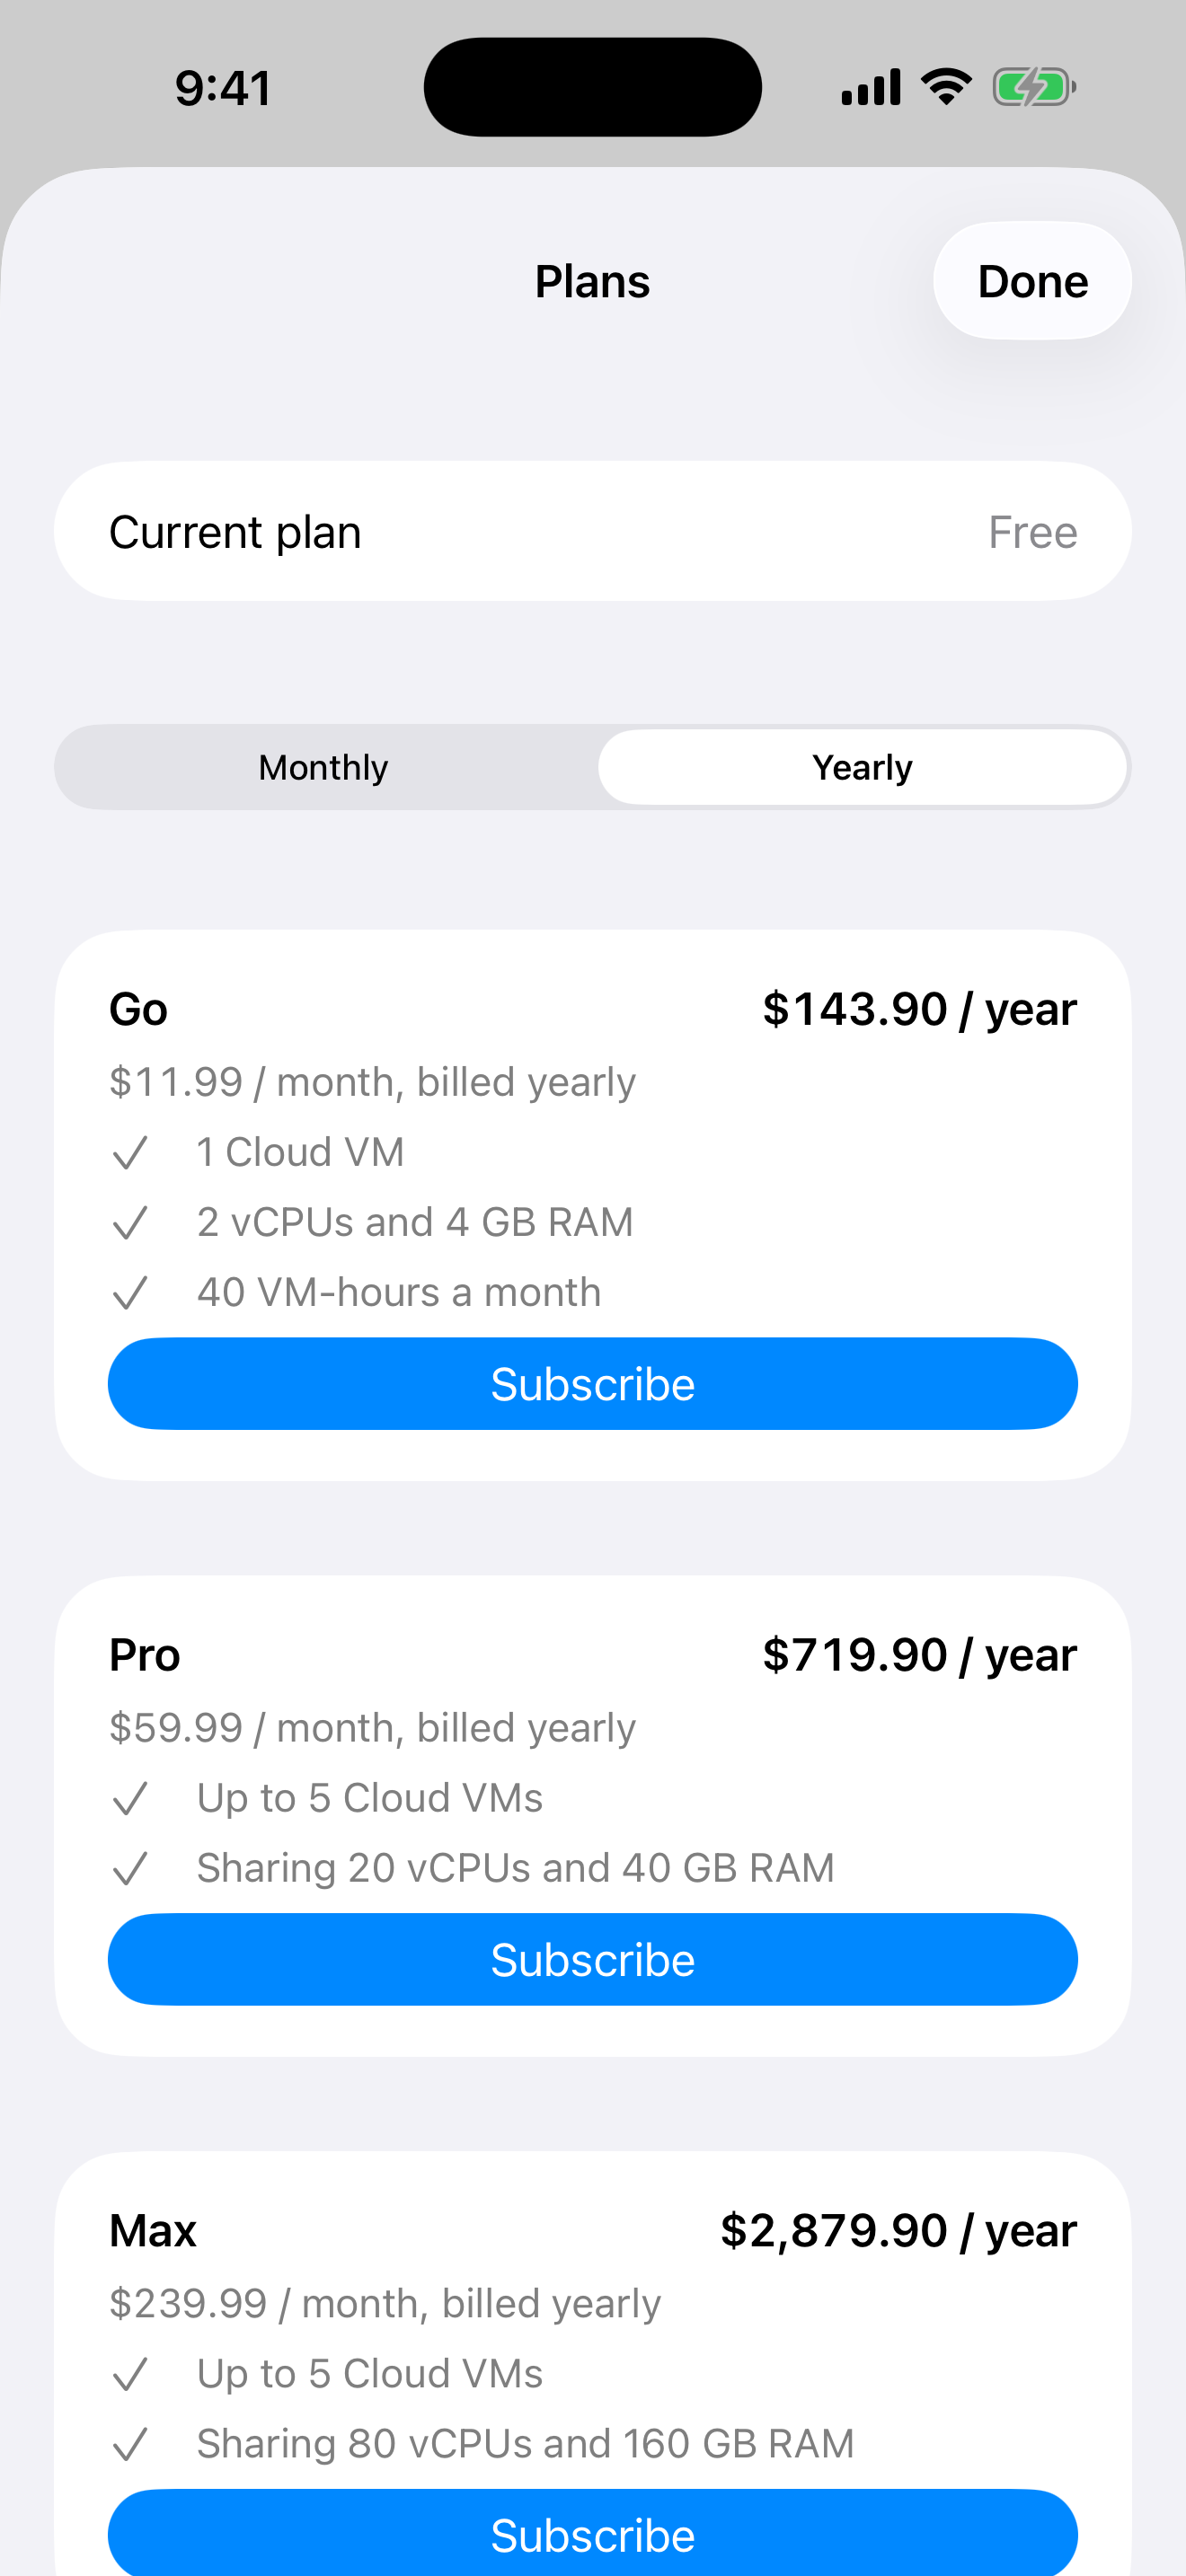 9:41
Plans
Done
Current plan
Free
Monthly
Yearly
Go
$143.90 / year
$11.99 / month, billed yearly
1 Cloud VM
2 vCPUs and 4 GB RAM
40 VM-hours a month
Subscribe
Pro
$719.90 / year
$59.99 / month, billed yearly
Up to 5 Cloud VMs
Sharing 20 vCPUs and 40 GB RAM
Subscribe
Max
$2,879.90 / year
$239.99 / month, billed yearly
Up to 5 Cloud VMs
Sharing 80 vCPUs and 160 GB RAM
Subscribe